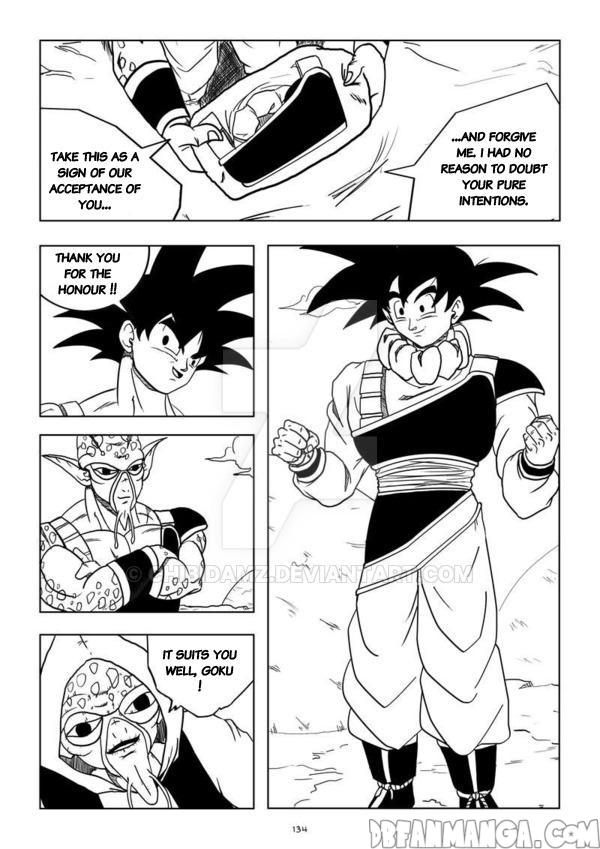 TAKE THIS AS A
SIGN OF OUR
ACCEPTANCE OF
YOU...
...AND FORGIVE
ME. I HAD NO
REASON TO DOUBT
YOUR PURE
INTENTIONS.
THANK YOU
FOR THE
HONOUR !!
IT SUITS YOU
WELL, GOKU
!
134
DBFANMANGA.COM